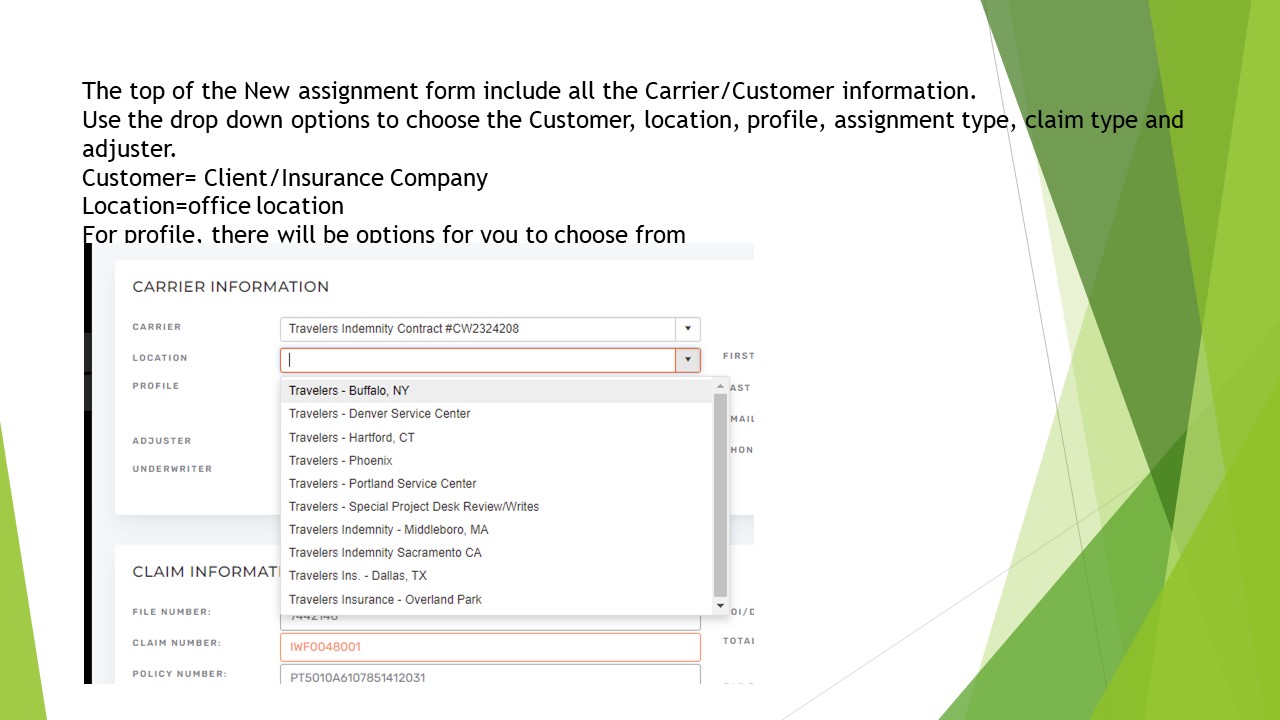 The top of the New assignment form include all the Carrier/Customer information.
Use the drop down options to choose the Customer, location, profile, assignment type, claim type and
adjuster.
Customer= Client/Insurance Company
Location=office location
For profile, there will be options for you to choose from
CARRIER INFORMATION
CARRIER
Travelers Indemnity Contract #CW2324208
LOCATION
FIRST
PROFILE
Travelers - Buffalo, NY
AST
Travelers - Denver Service Center
MAIL
ADJUSTER
Travelers - Hartford, CT
HON
Travelers - Phoenix
UNDERWRITER
Travelers - Portland Service Center
Travelers - Special Project Desk Review/Writes
Travelers Indemnity - Middleboro, MA
Travelers Indemnity Sacramento CA
CLAIM INFORMATI
Travelers Ins. - Dallas, TX
Travelers Insurance - Overland Park
FILE NUMBER:
OI/D
CLAIM NUMBER:
IWF0048001
TOTAL
POLICY NUMBER:
PT5010A6107851412031